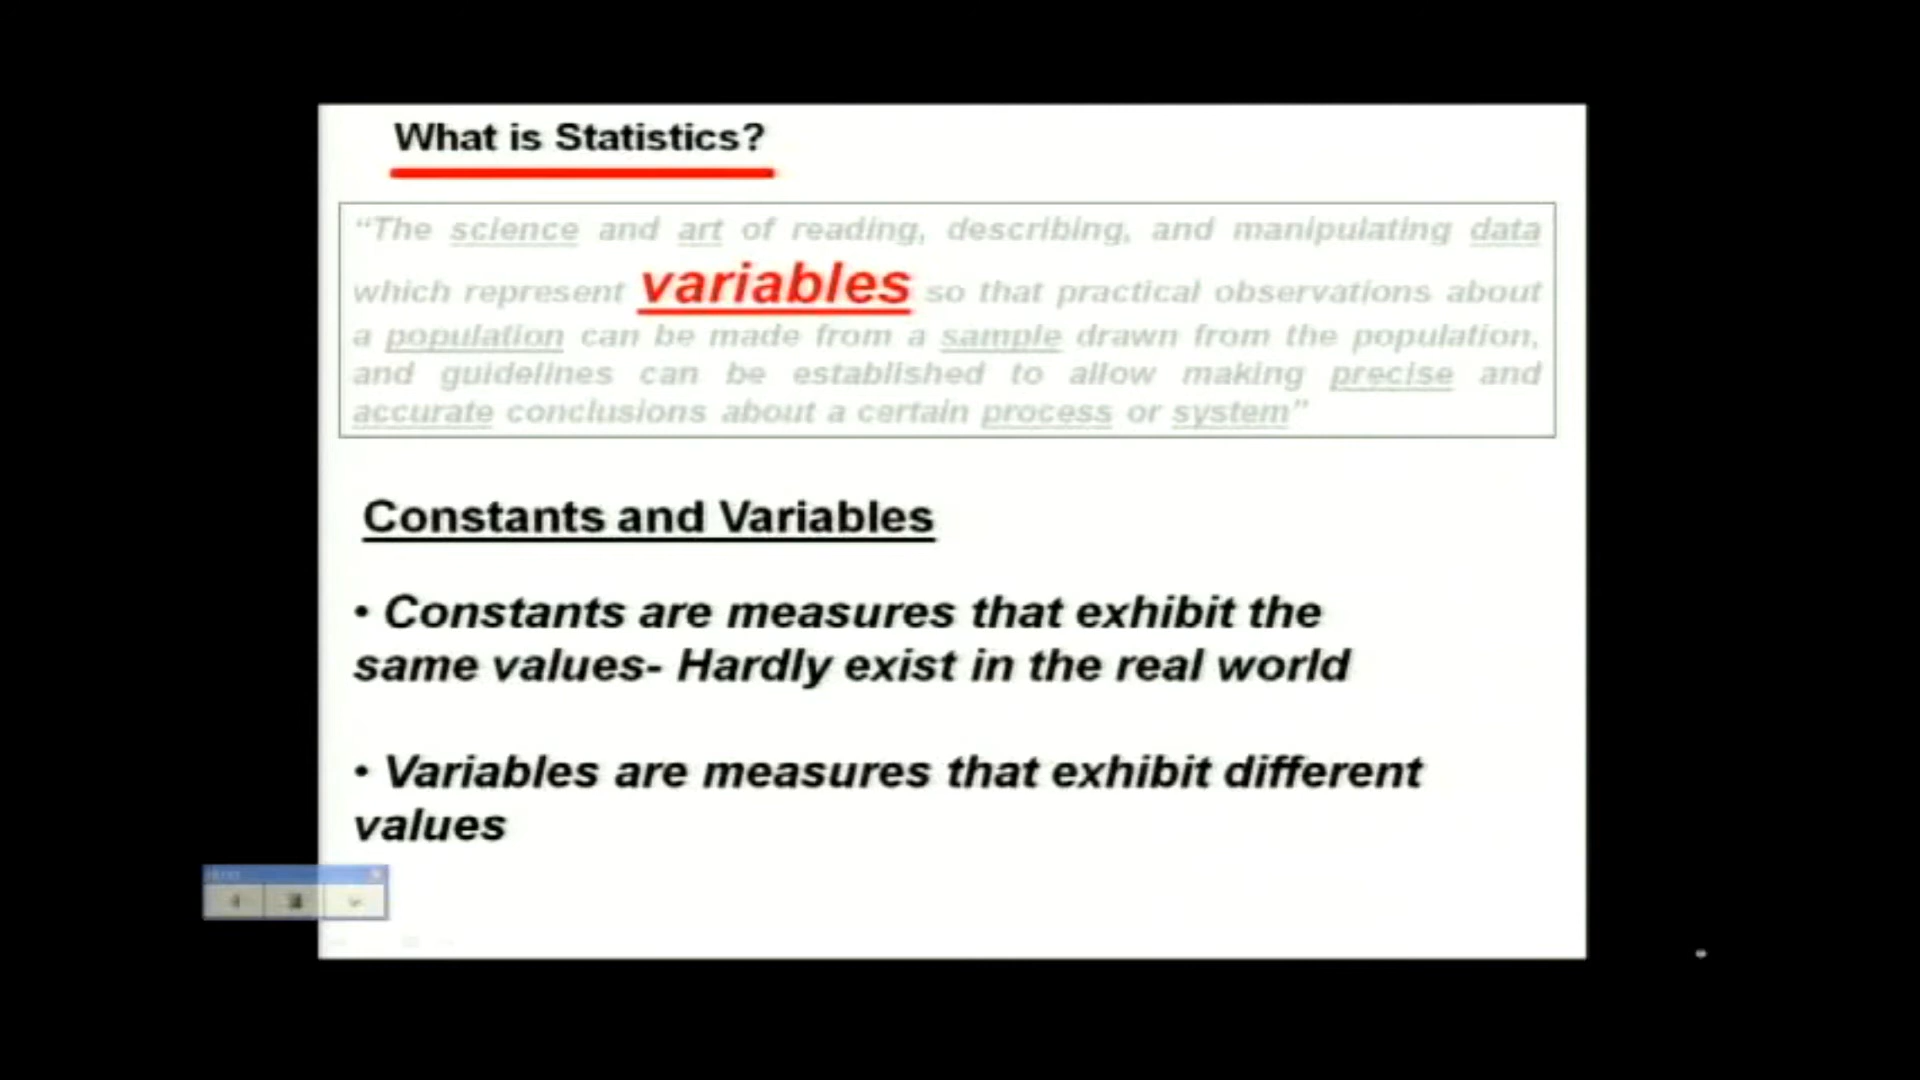 What is Statistics?
“The science and art of reading, describing, and manipulating data
which represent variables so that practical observations about
a population can be made from a sample drawn from the population,
and guidelines can be established to allow making precise and
accurate conclusions about a certain process or system”
Constants and Variables
• Constants are measures that exhibit the
same values- Hardly exist in the real world
• Variables are measures that exhibit different
values